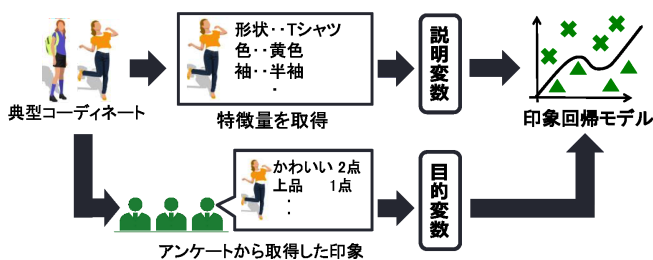 典型コーディネート
形状‥Tシャツ
色‥黄色
袖‥半袖
・
特徴量を取得
説明変数
印象回帰モデル
かわいい 2点
上品 1点
・
・
目的変数
アンケートから取得した印象